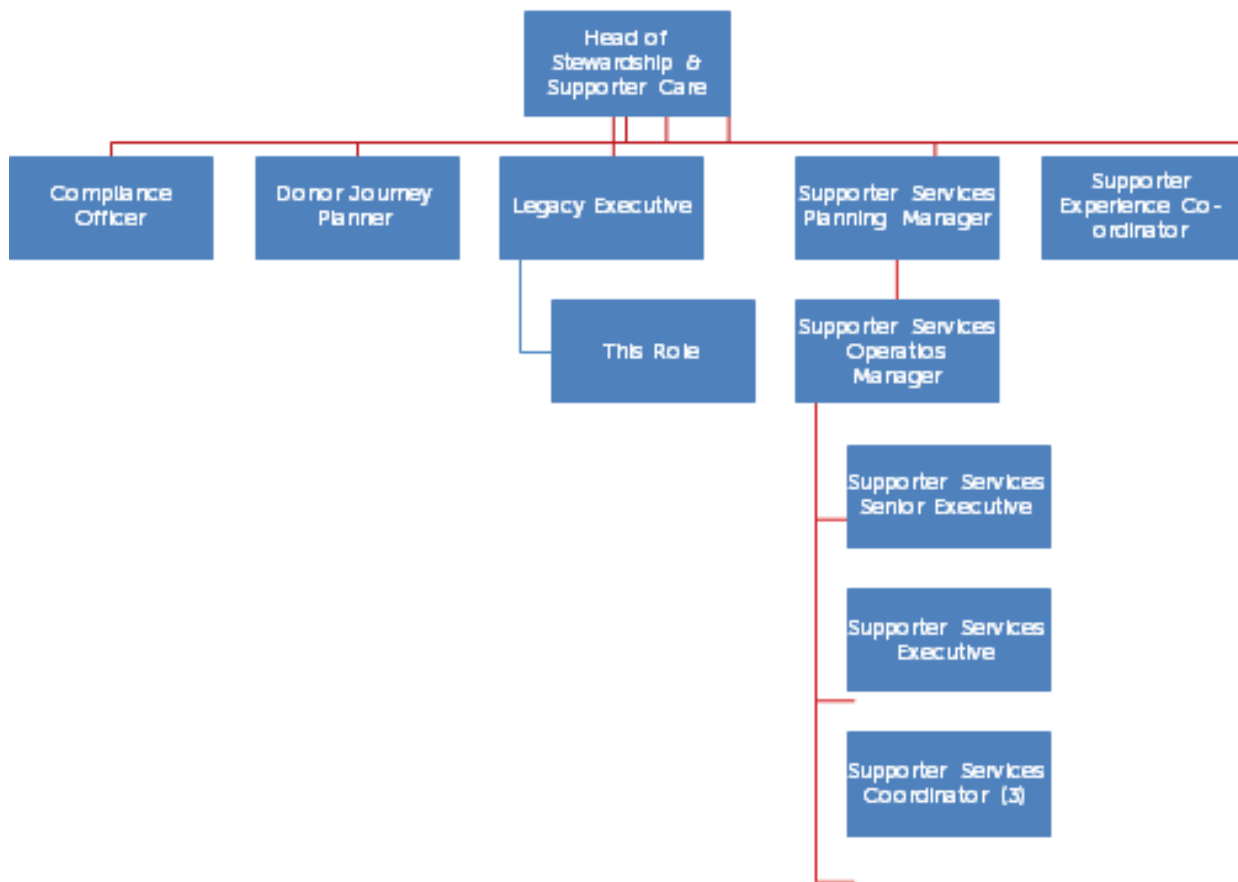 Head of
Stewardship &
Supporter Care
Compliance
Officer
Donor Journey
Planner
Legacy Executive
Supporter Services
Planning Manager
Supporter
Experience Co-
ordinator
This Role
Supporter Services
Operatios
Manager
Supporter Services
Senior Executive
Supporter Services
Executive
Supporter Services
Coordinator (3)